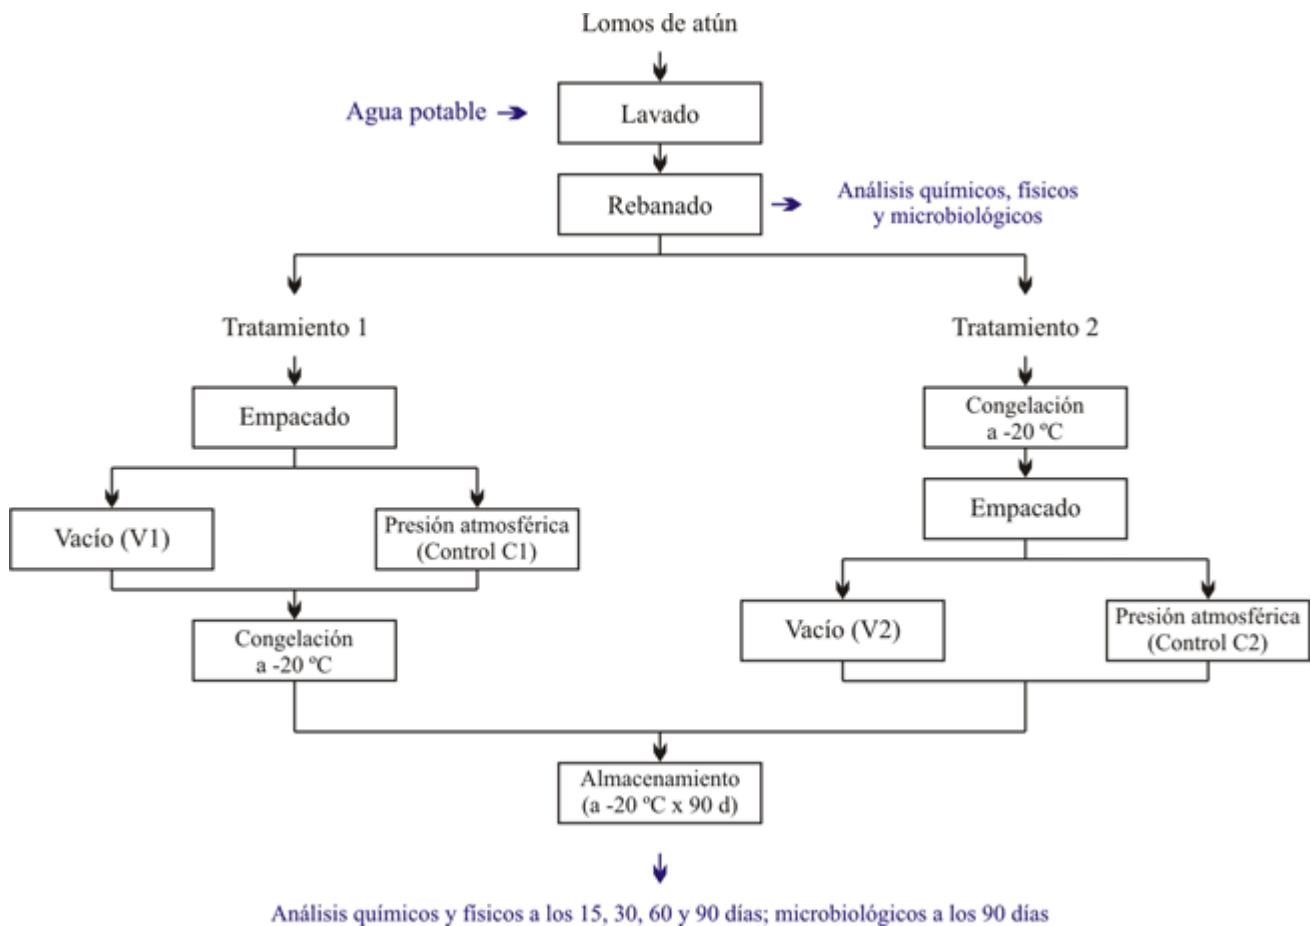 Lomos de atún
Agua potable
Lavado
Rebanado
Análisis químicos, físicos
y microbiológicos
Tratamiento 1
Tratamiento 2
Empacado
Congelación
a -20 ºC
Vacío (V1)
Presión atmosférica
(Control C1)
Empacado
Congelación
a -20 ºC
Vacío (V2)
Presión atmosférica
(Control C2)
Almacenamiento
(a -20 ºC x 90 d)
Análisis químicos y físicos a los 15, 30, 60 y 90 días; microbiológicos a los 90 días